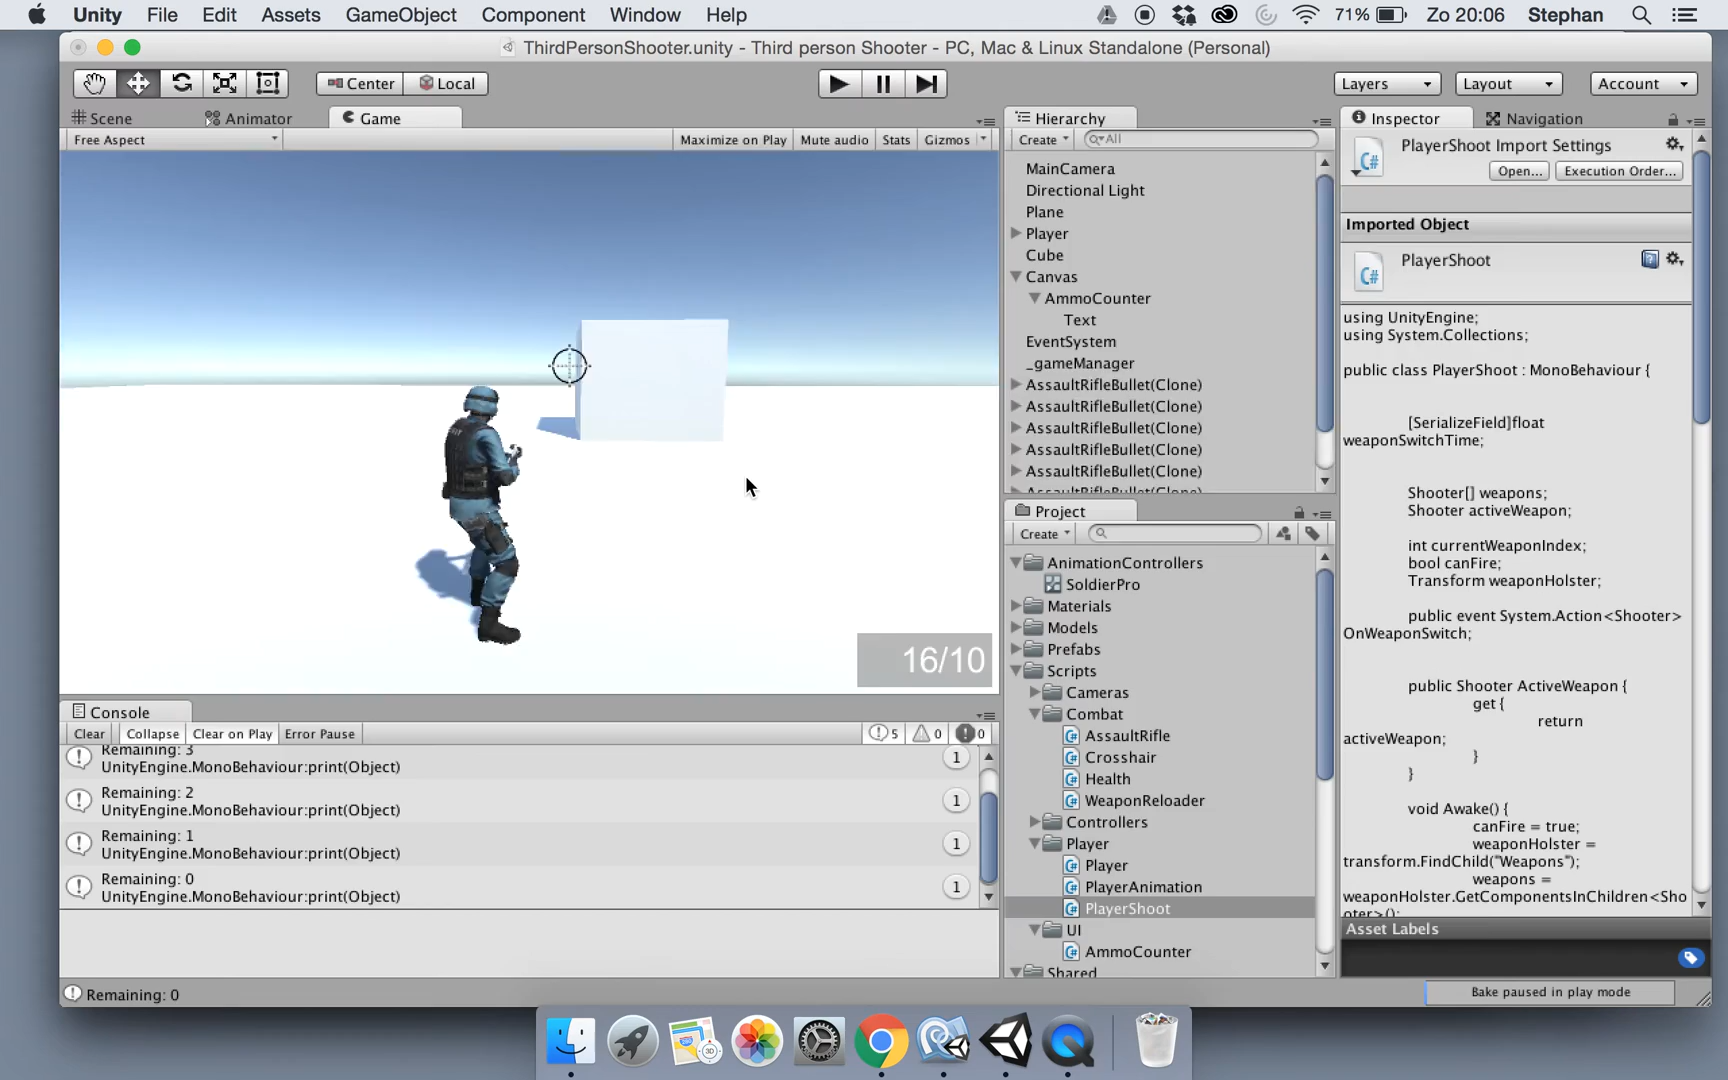 Unity File Edit Assets GameObject Component Window Help 71% Zo 20:06 Stephan
ThirdPersonShooter.unity - Third person Shooter - PC, Mac & Linux Standalone (Personal)
Center Local Layers Layout Account
Scene Animator Game
Free Aspect Maximize on Play Mute audio Stats Gizmos
16/10
Console
Clear Collapse Clear on Play Error Pause 5 0 0
Remaining: 3
UnityEngine.MonoBehaviour:print(Object) 1
Remaining: 2
UnityEngine.MonoBehaviour:print(Object) 1
Remaining: 1
UnityEngine.MonoBehaviour:print(Object) 1
Remaining: 0
UnityEngine.MonoBehaviour:print(Object) 1
Remaining: 0
Hierarchy
Create All
MainCamera
Directional Light
Plane
Player
Cube
Canvas
AmmoCounter
Text
EventSystem
_gameManager
AssaultRifleBullet(Clone)
AssaultRifleBullet(Clone)
AssaultRifleBullet(Clone)
AssaultRifleBullet(Clone)
AssaultRifleBullet(Clone)
AssaultRifleBullet(Clone)
Project
Create
AnimationControllers
SoldierPro
Materials
Models
Prefabs
Scripts
Cameras
Combat
AssaultRifle
Crosshair
Health
WeaponReloader
Controllers
Player
Player
PlayerAnimation
PlayerShoot
UI
AmmoCounter
Shared
Inspector Navigation
PlayerShoot Import Settings
Open... Execution Order...
Imported Object
PlayerShoot
using UnityEngine;
using System.Collections;
public class PlayerShoot : MonoBehaviour {
[SerializeField]float
weaponSwitchTime;
Shooter[] weapons;
Shooter activeWeapon;
int currentWeaponIndex;
bool canFire;
Transform weaponHolster;
public event System.Action<Shooter>
OnWeaponSwitch;
public Shooter ActiveWeapon {
get {
return
activeWeapon;
}
}
void Awake() {
canFire = true;
weaponHolster =
transform.FindChild("Weapons");
weapons =
weaponHolster.GetComponentsInChildren<Sho
oter>();
Asset Labels
Bake paused in play mode